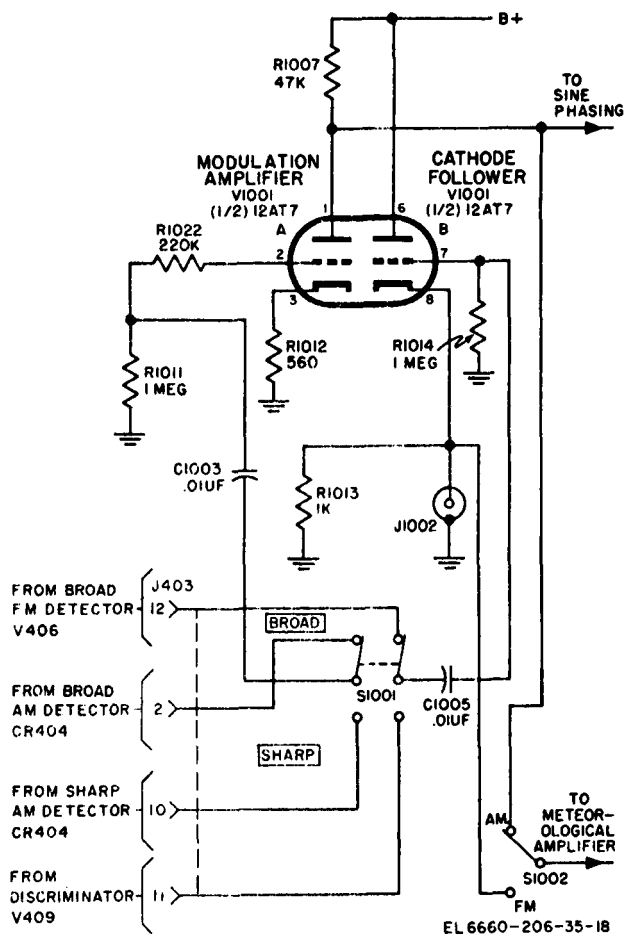 B+
R1007
47K
TO
SINE
PHASING
MODULATION
AMPLIFIER
V1001
(1/2) 12AT7
CATHODE
FOLLOWER
V1001
(1/2) 12AT7
1
6
A
B
R1022
220K
2
7
3
8
R1012
560
R1014
1 MEG
R1011
1 MEG
C1003
.01UF
R1013
1K
J1002
FROM BROAD
FM DETECTOR
V406
J403
12
BROAD
FROM BROAD
AM DETECTOR
CR404
2
S1001
C1005
.01UF
SHARP
FROM SHARP
AM DETECTOR
CR404
10
AM
TO
METEOR-
OLOGICAL
AMPLIFIER
S1002
FROM
DISCRIMINATOR
V409
11
FM
EL6660-206-35-18